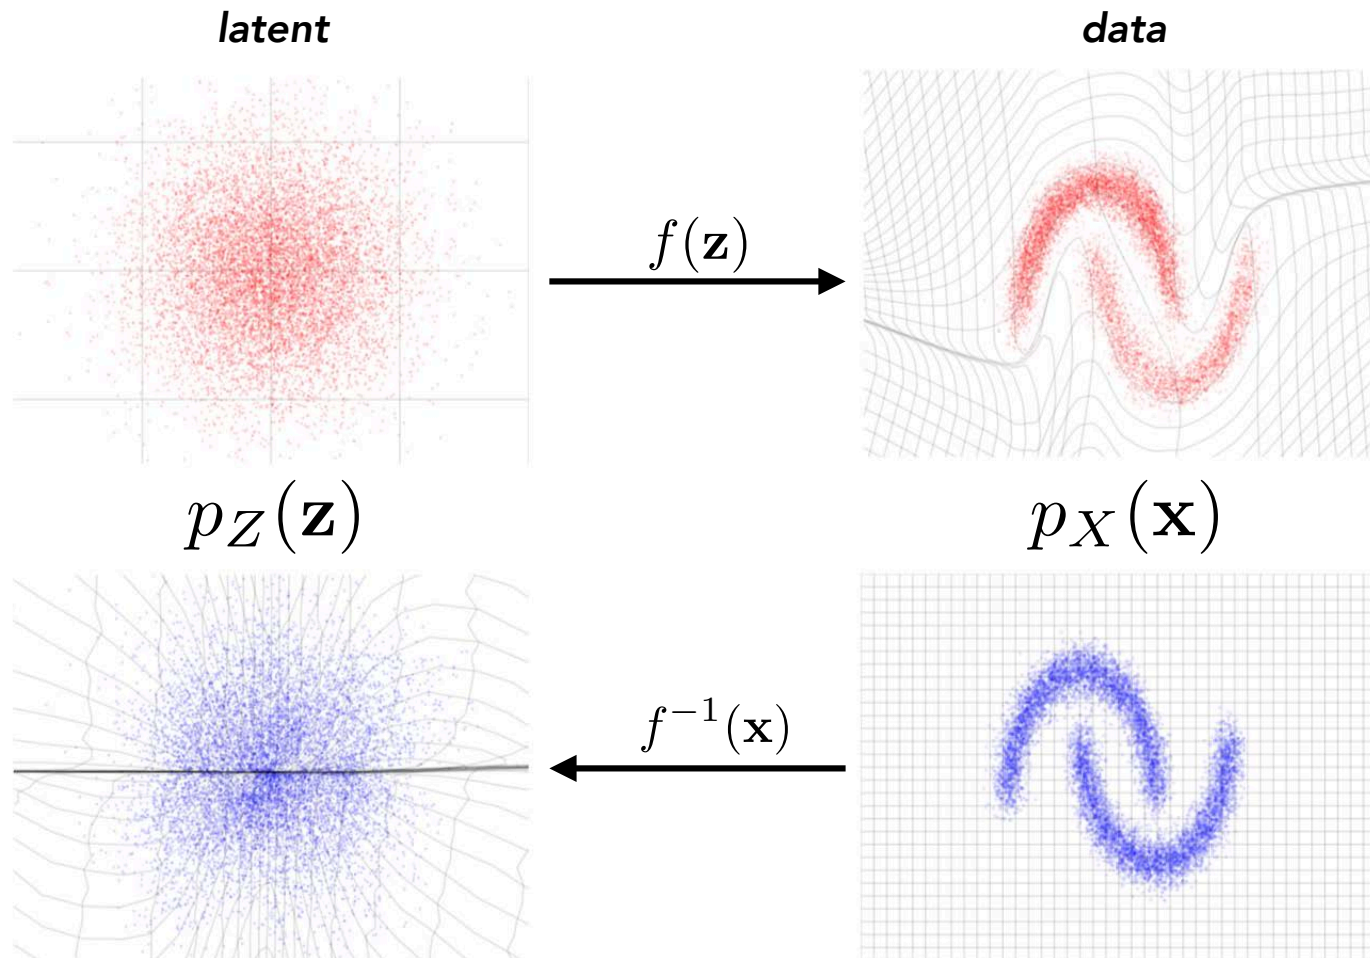 latent
data
f(𝐳)
p_Z(𝐳)
p_X(𝐱)
f^{-1}(𝐱)